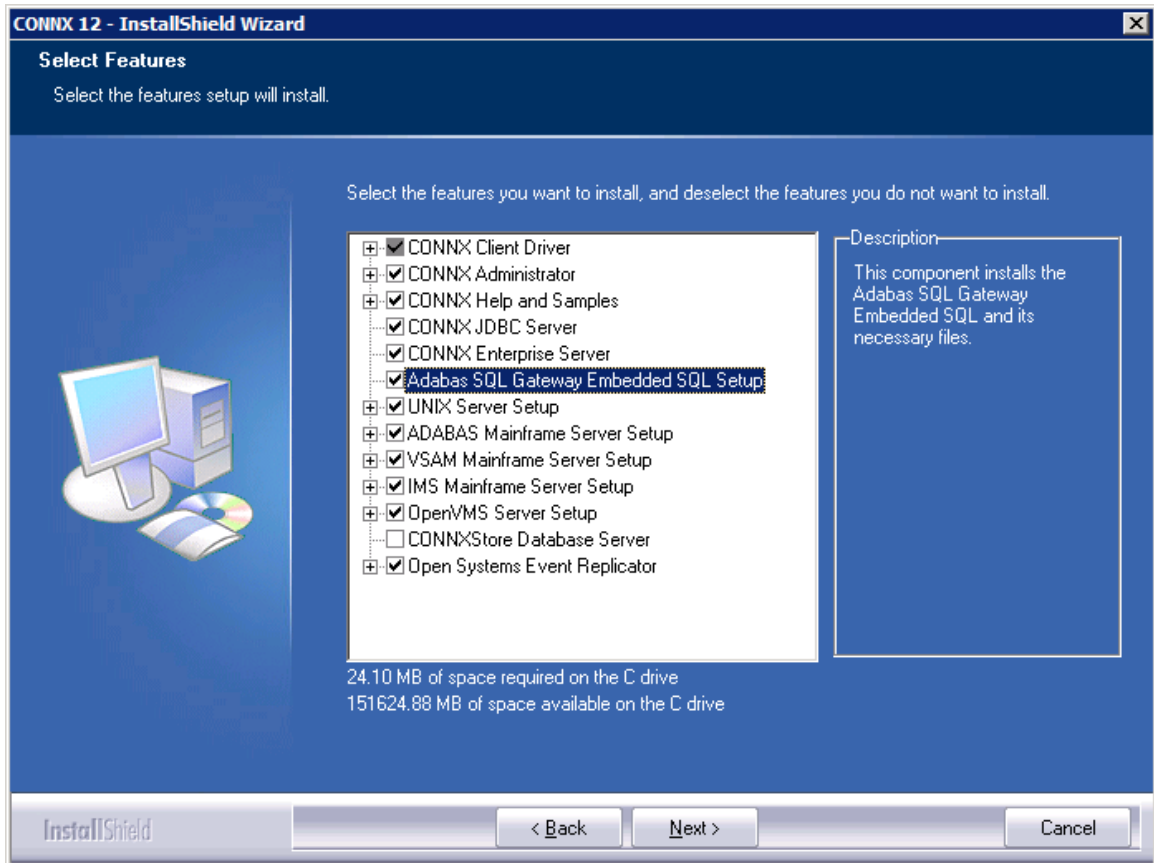 CONNX 12 - InstallShield Wizard
Select Features
Select the features setup will install.
Select the features you want to install, and deselect the features you do not want to install.
CONNX Client Driver
CONNX Administrator
CONNX Help and Samples
CONNX JDBC Server
CONNX Enterprise Server
Adabas SQL Gateway Embedded SQL Setup
UNIX Server Setup
ADABAS Mainframe Server Setup
VSAM Mainframe Server Setup
IMS Mainframe Server Setup
OpenVMS Server Setup
CONNXStore Database Server
Open Systems Event Replicator
Description
This component installs the
Adabas SQL Gateway
Embedded SQL and its
necessary files.
24.10 MB of space required on the C drive
151624.88 MB of space available on the C drive
InstallShield
< Back
Next >
Cancel